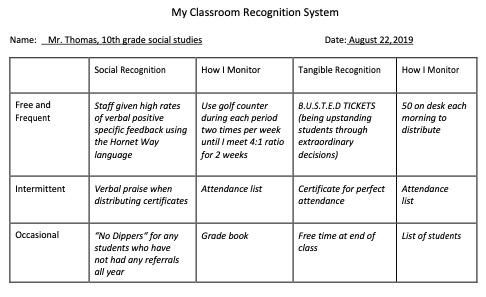 My Classroom Recognition System
Name: Mr. Thomas, 10th grade social studies Date: August 22, 2019
Social Recognition
How I Monitor
Tangible Recognition
How I Monitor
Free and
Frequent
Staff given high rates
of verbal positive
specific feedback using
the Hornet Way
language
Use golf counter
during each period
two times per week
until I meet 4:1 ratio
for 2 weeks
B.U.S.T.E.D TICKETS
(being upstanding
students through
extraordinary
decisions)
50 on desk each
morning to
distribute
Intermittent
Verbal praise when
distributing certificates
Attendance list
Certificate for perfect
attendance
Attendance
list
Occasional
"No Dippers" for any
students who have
not had any referrals
all year
Grade book
Free time at end of
class
List of students